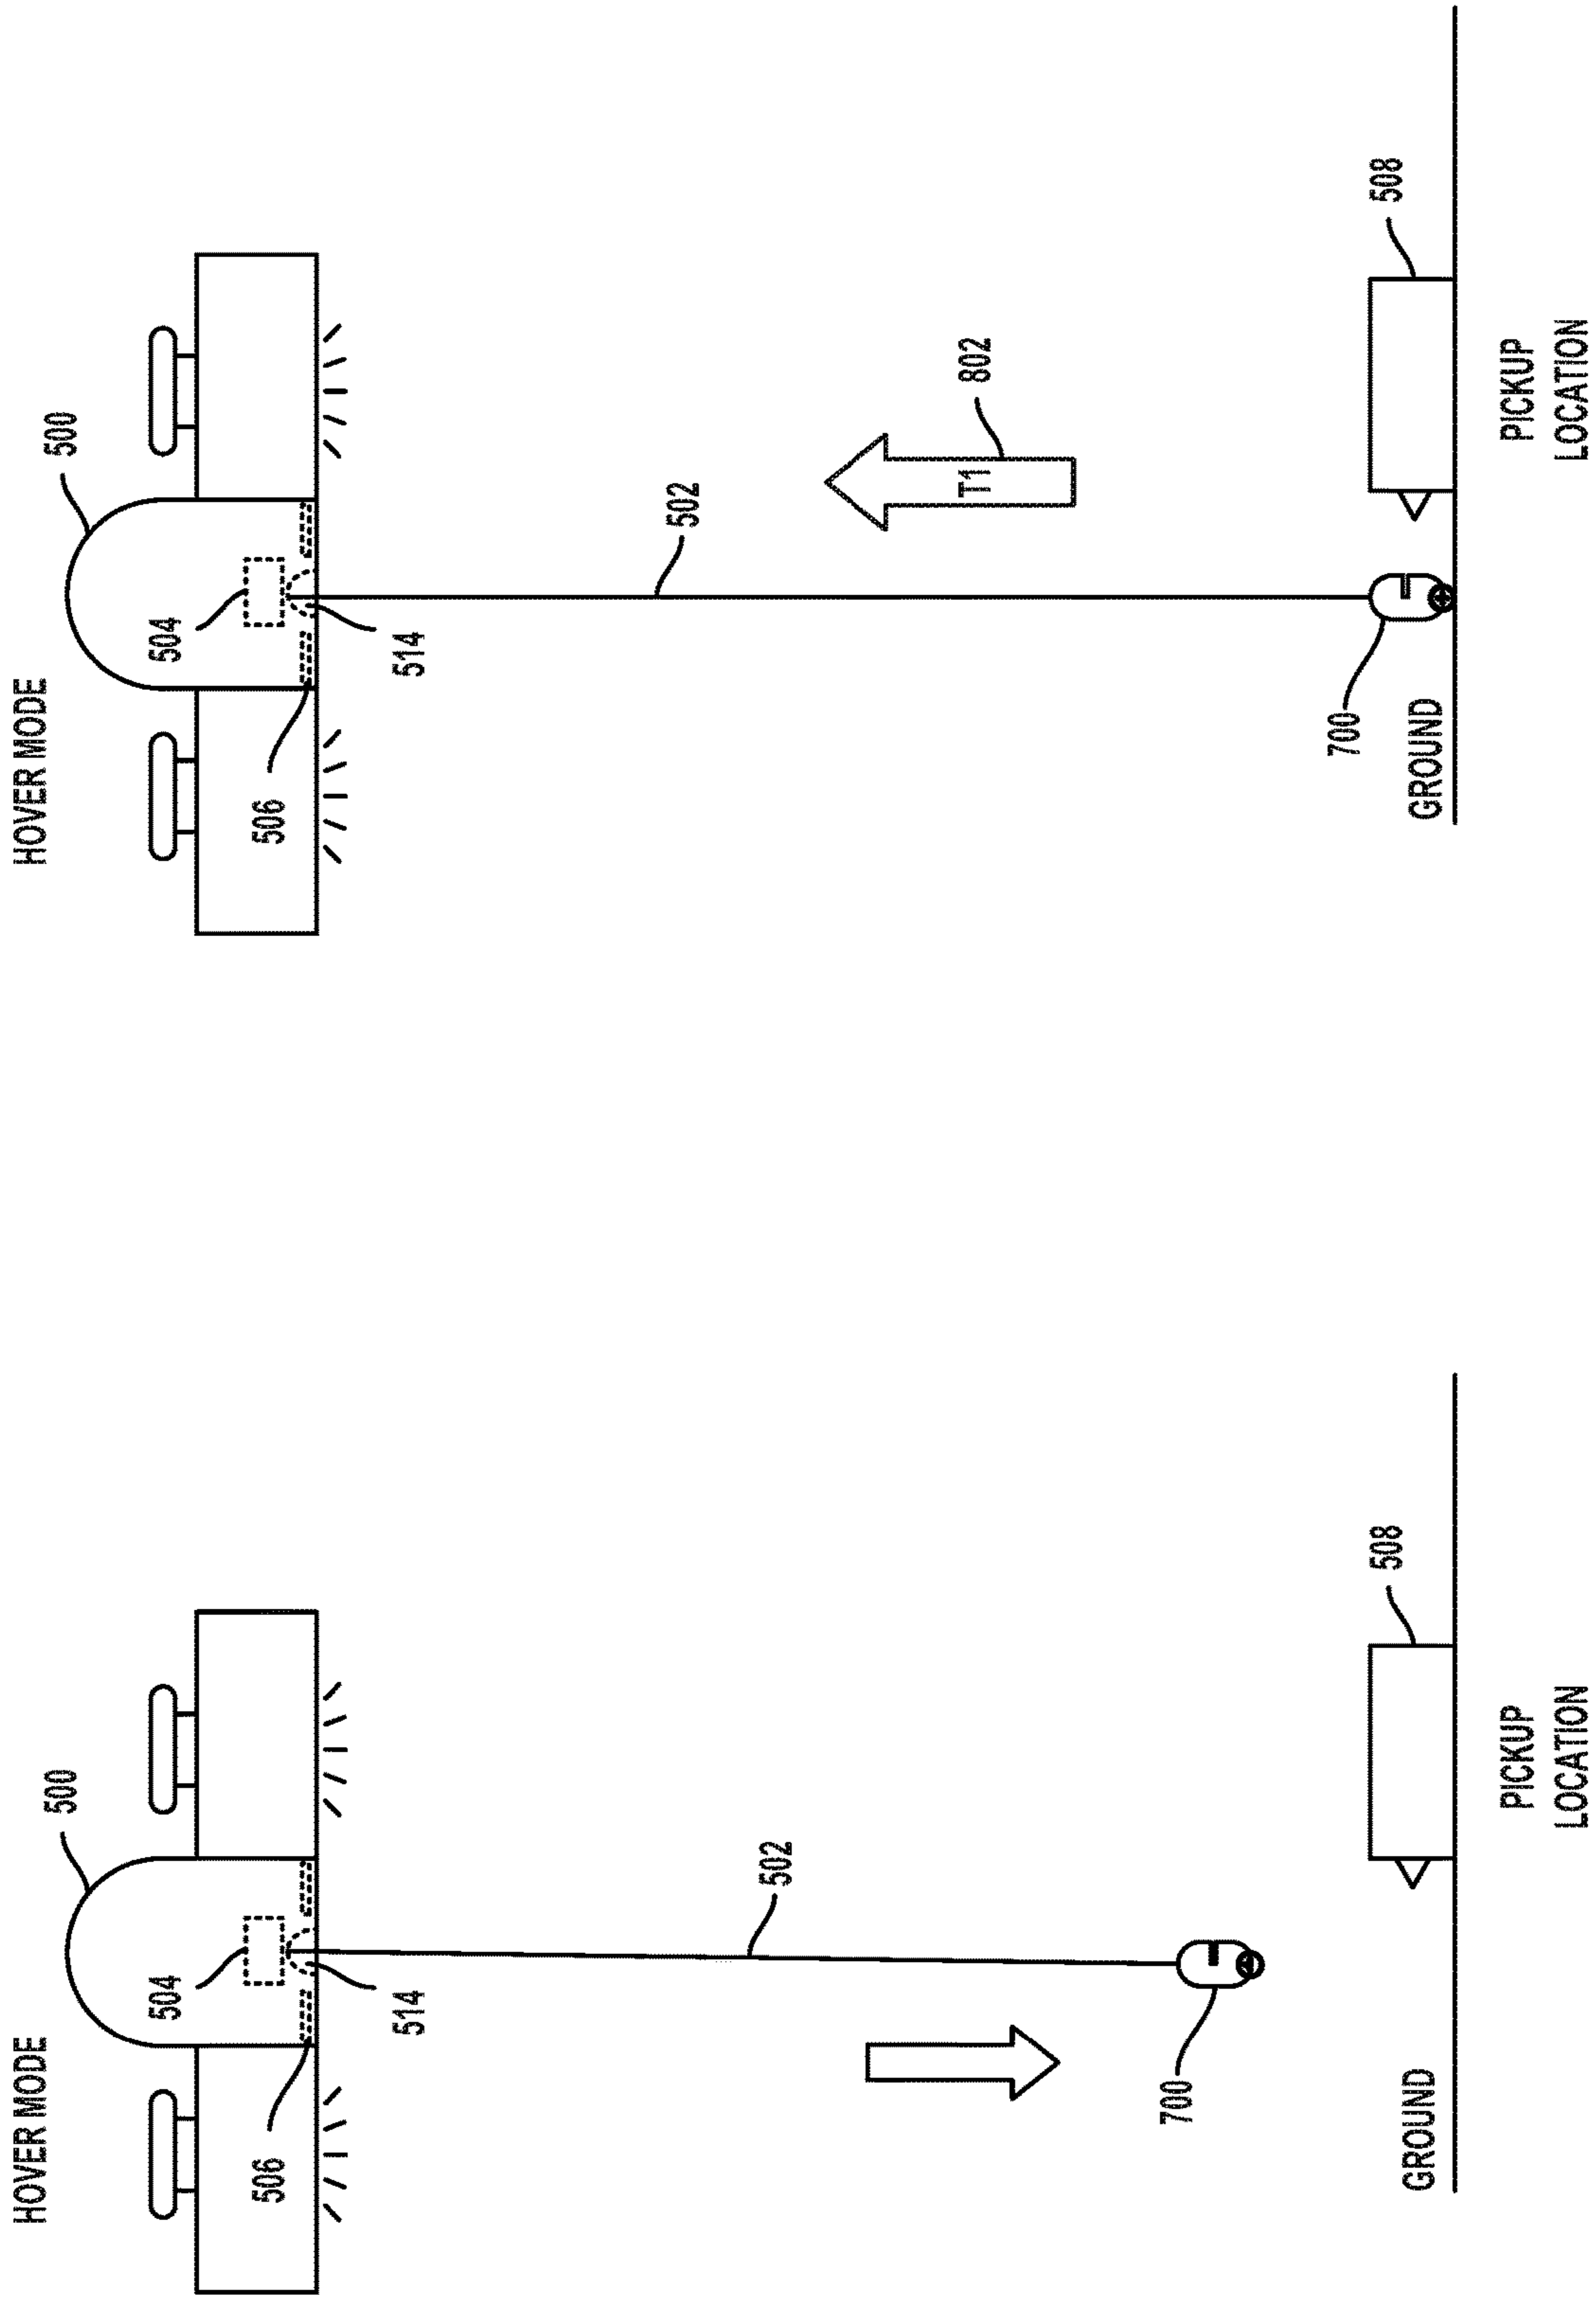 HOVER MODE
500
504
506
514
502
700
508
GROUND
PICKUP
LOCATION
HOVER MODE
500
504
506
514
502
T1
802
700
508
GROUND
PICKUP
LOCATION